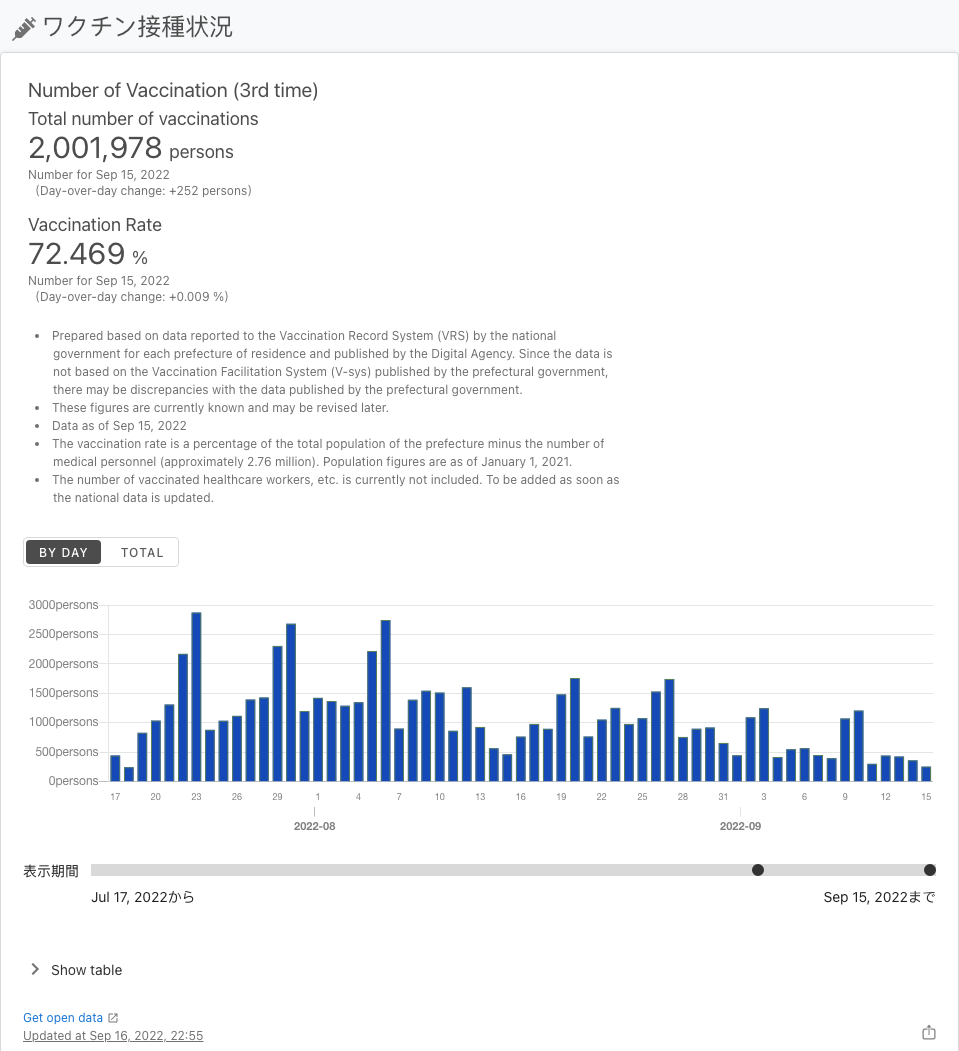 ワクチン接種状況
Number of Vaccination (3rd time)
Total number of vaccinations
2,001,978 persons
Number for Sep 15, 2022
(Day-over-day change: +252 persons)
Vaccination Rate
72.469 %
Number for Sep 15, 2022
(Day-over-day change: +0.009 %)
• Prepared based on data reported to the Vaccination Record System (VRS) by the national
government for each prefecture of residence and published by the Digital Agency. Since the data is
not based on the Vaccination Facilitation System (V-sys) published by the prefectural government,
there may be discrepancies with the data published by the prefectural government.
• These figures are currently known and may be revised later.
• Data as of Sep 15, 2022
• The vaccination rate is a percentage of the total population of the prefecture minus the number of
medical personnel (approximately 2.76 million). Population figures are as of January 1, 2021.
• The number of vaccinated healthcare workers, etc. is currently not included. To be added as soon as
the national data is updated.
BY DAY TOTAL
3000persons
2500persons
2000persons
1500persons
1000persons
500persons
0persons
17 20 23 26 29 1 4 7 10 13 16 19 22 25 28 31 3 6 9 12 15
2022-08 2022-09
表示期間
Jul 17, 2022から Sep 15, 2022まで
Show table
Get open data
Updated at Sep 16, 2022, 22:55